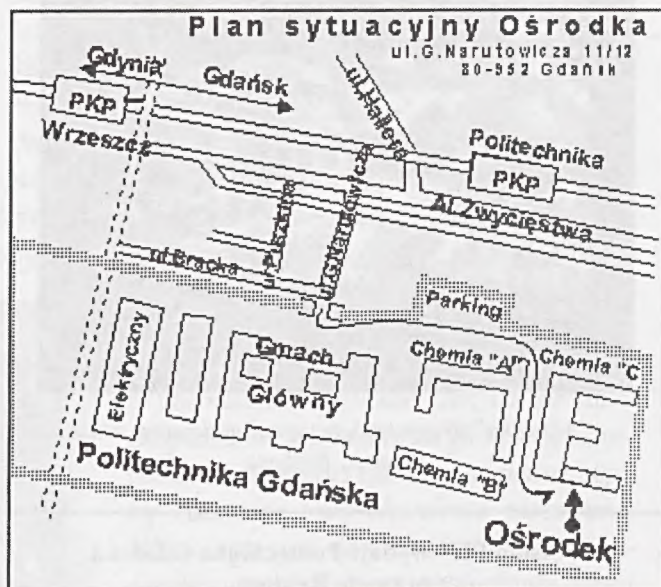 Plan sytuacyjny Ośrodka
ul.G.Narutowicza 11/12
80-952 Gdańsk
Gdynia
Gdańsk
ul.Hallera
PKP
Wrzeszcz
Politechnika
PKP
Al.Zwycięstwa
ul.G.Narutowicza
ul.Bracka
Parking
Elektryczny
Gmach
Główny
Chemia "A"
Chemia "C
Chemia "B"
Politechnika Gdańska
Ośrodek